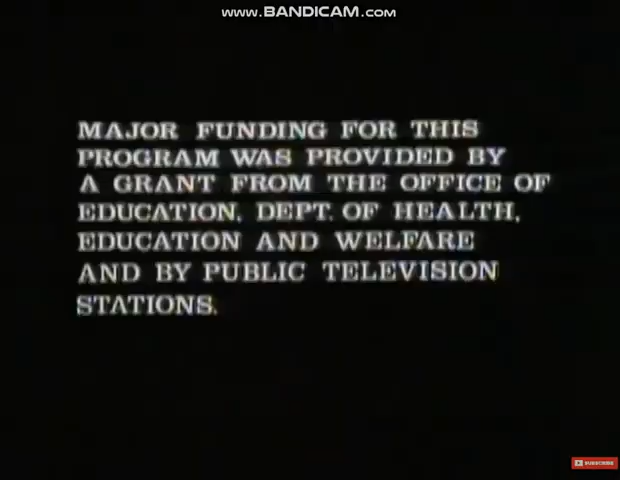 www.BANDICAM.com
MAJOR FUNDING FOR THIS
PROGRAM WAS PROVIDED BY
A GRANT FROM THE OFFICE OF
EDUCATION, DEPT. OF HEALTH,
EDUCATION AND WELFARE
AND BY PUBLIC TELEVISION
STATIONS.
SUBSCRIBE